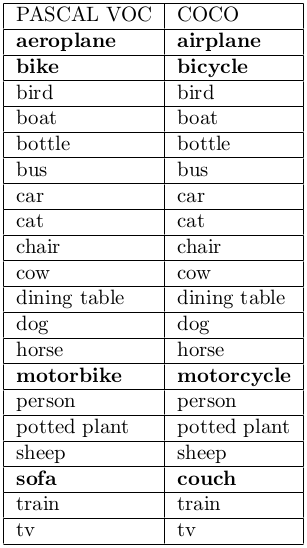 PASCAL VOC COCO
aeroplane airplane
bike bicycle
bird bird
boat boat
bottle bottle
bus bus
car car
cat cat
chair chair
cow cow
dining table dining table
dog dog
horse horse
motorbike motorcycle
person person
potted plant potted plant
sheep sheep
sofa couch
train train
tv tv